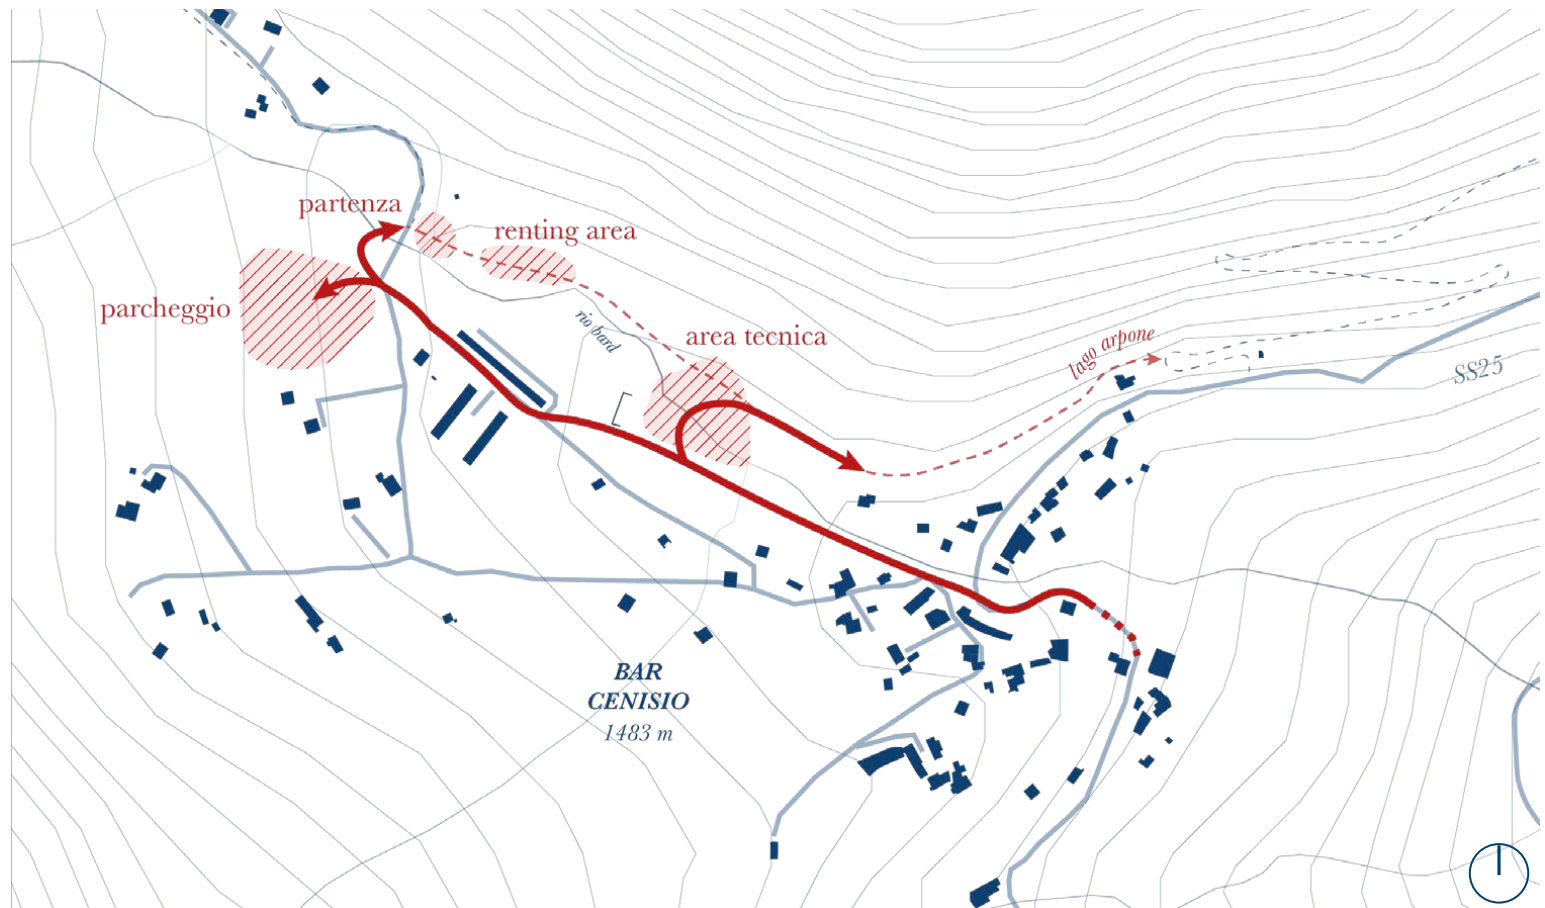 partenza
renting area
parcheggio
rio bard
area tecnica
lago arpone
SS25
BAR
CENISIO
1483 m